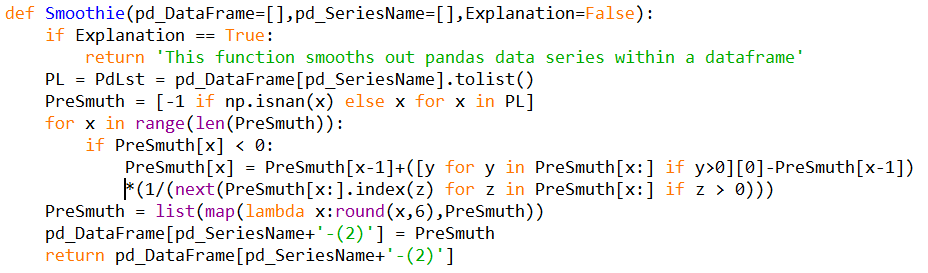 def Smoothie(pd_DataFrame=[],pd_SeriesName=[],Explanation=False):
    if Explanation == True:
        return 'This function smooths out pandas data series within a dataframe'
    PL = PdLst = pd_DataFrame[pd_SeriesName].tolist()
    PreSmuth = [-1 if np.isnan(x) else x for x in PL]
    for x in range(len(PreSmuth)):
        if PreSmuth[x] < 0:
            PreSmuth[x] = PreSmuth[x-1]+([y for y in PreSmuth[x:] if y>0][0]-PreSmuth[x-1])
            *(1/(next(PreSmuth[x:].index(z) for z in PreSmuth[x:] if z > 0)))
    PreSmuth = list(map(lambda x:round(x,6),PreSmuth))
    pd_DataFrame[pd_SeriesName+'-(2)'] = PreSmuth
    return pd_DataFrame[pd_SeriesName+'-(2)']